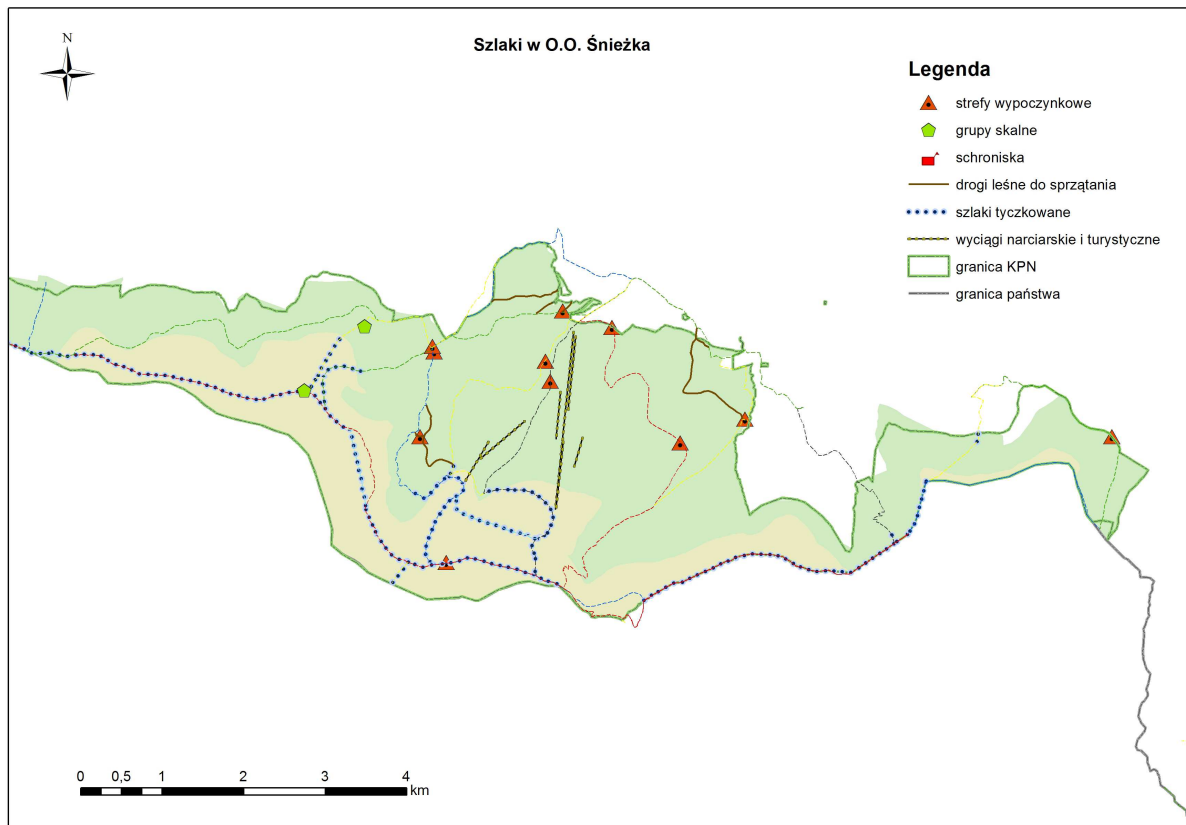 N
Szlaki w O.O. Śnieżka
Legenda
strefy wypoczynkowe
grupy skalne
schroniska
drogi leśne do sprzątania
szlaki tyczkowane
wyciągi narciarskie i turystyczne
granica KPN
granica państwa
0 0,5 1 2 3 4
km